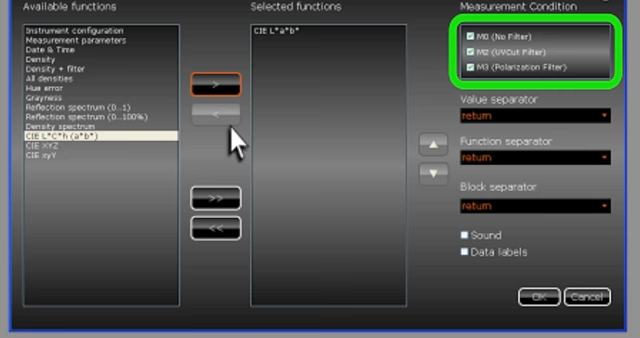 Available functions
Selected functions
Measurement Condition
Instrument configuration
Measurement parameters
Date & Time
Density
Density + filter
All densities
Hue error
Grayness
Reflection spectrum (0..1)
Reflection spectrum (0..100%)
Density spectrum
CIE L*C*h (a*b*)
CIE XYZ
CIE xyY
>
<
>>
<<
CIE L*a*b*
M0 (No Filter)
M2 (UVCut Filter)
M3 (Polarization Filter)
Value separator
return
Function separator
return
Block separator
return
Sound
Data labels
OK
Cancel